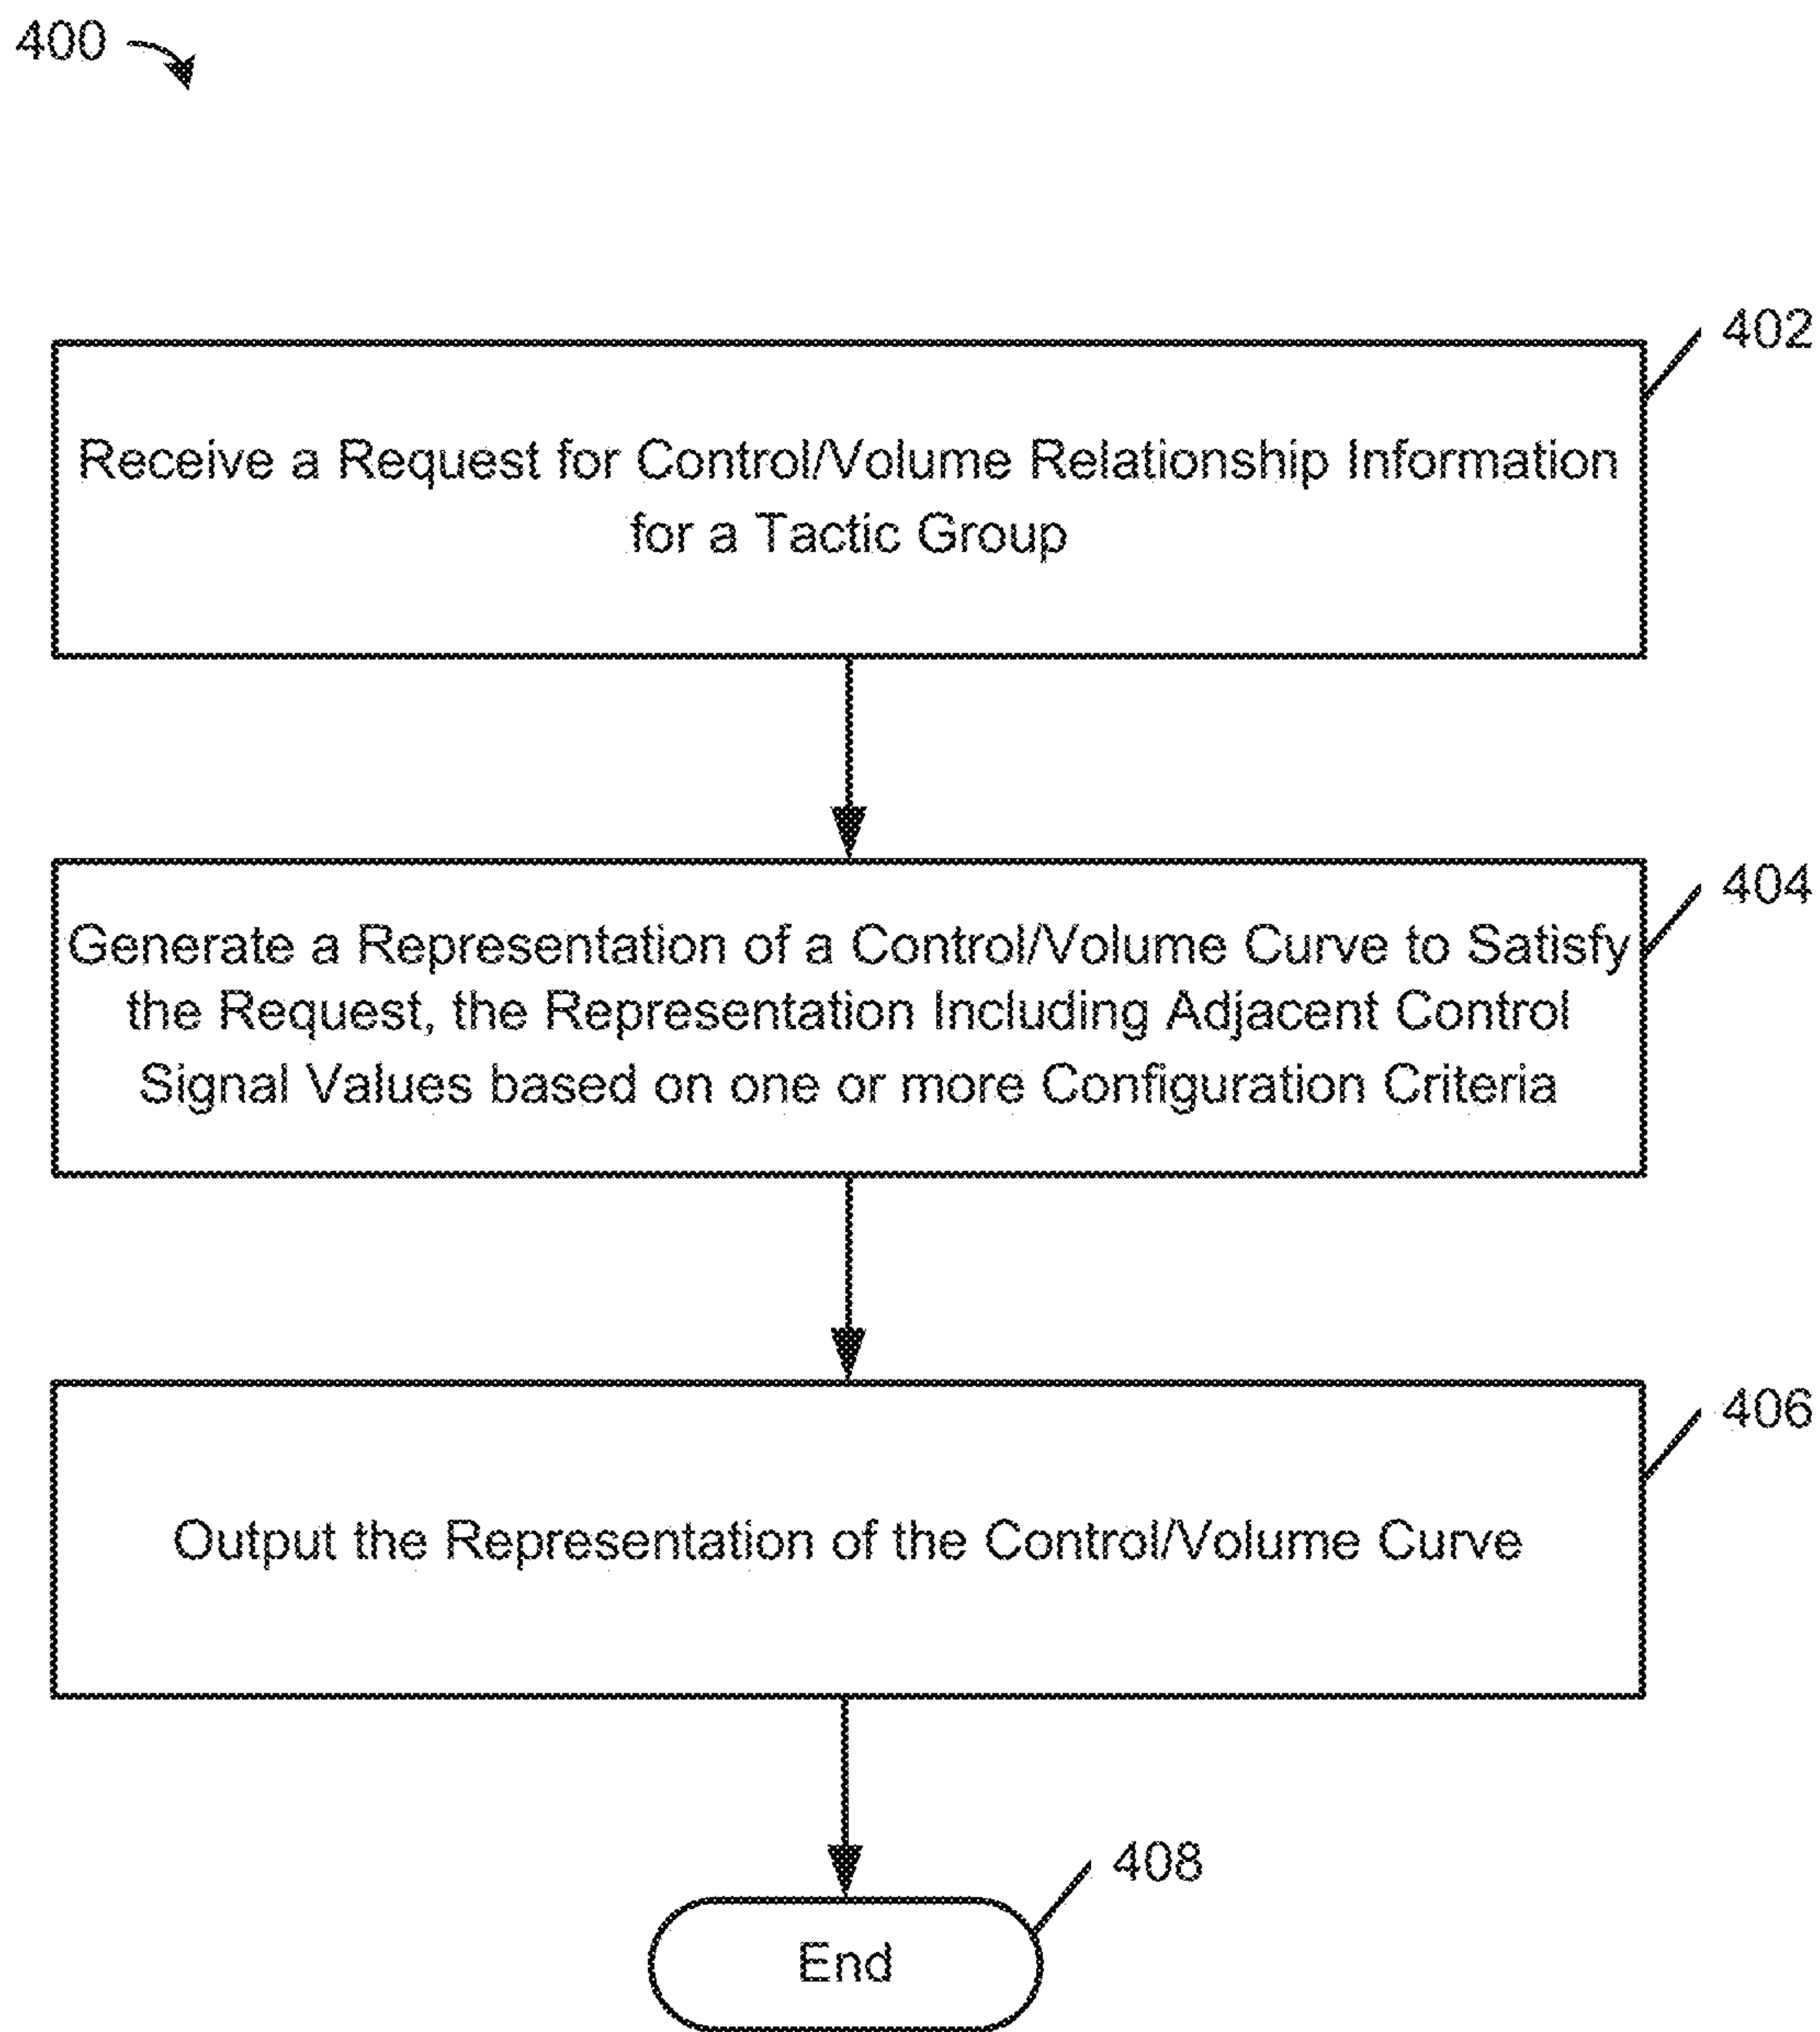 400
402
Receive a Request for Control/Volume Relationship Information
for a Tactic Group
404
Generate a Representation of a Control/Volume Curve to Satisfy
the Request, the Representation Including Adjacent Control
Signal Values based on one or more Configuration Criteria
406
Output the Representation of the Control/Volume Curve
408
End